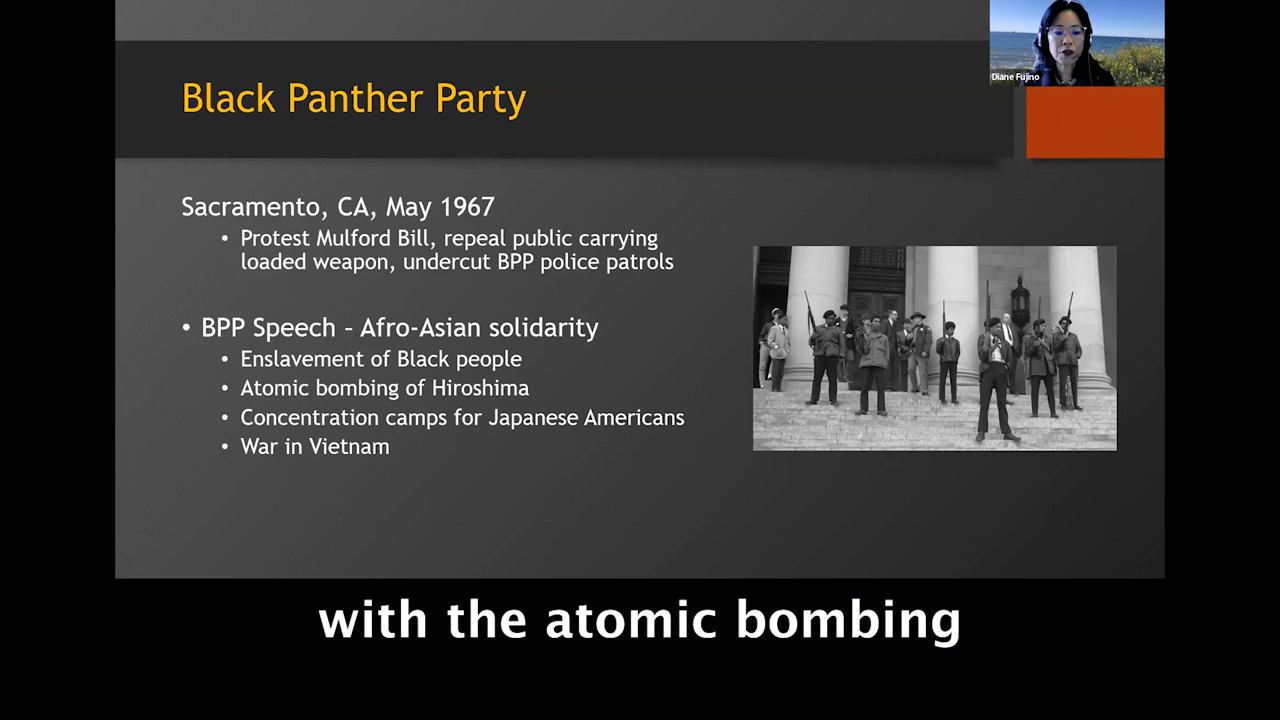 Diane Fujino
Black Panther Party
Sacramento, CA, May 1967
• Protest Mulford Bill, repeal public carrying
loaded weapon, undercut BPP police patrols
• BPP Speech – Afro-Asian solidarity
• Enslavement of Black people
• Atomic bombing of Hiroshima
• Concentration camps for Japanese Americans
• War in Vietnam
with the atomic bombing